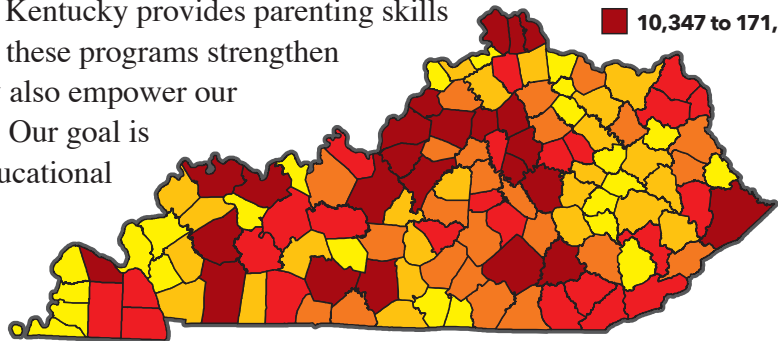 Kentucky provides parenting skills
these programs strengthen
also empower our
Our goal is
ucational
10,347 to 171,